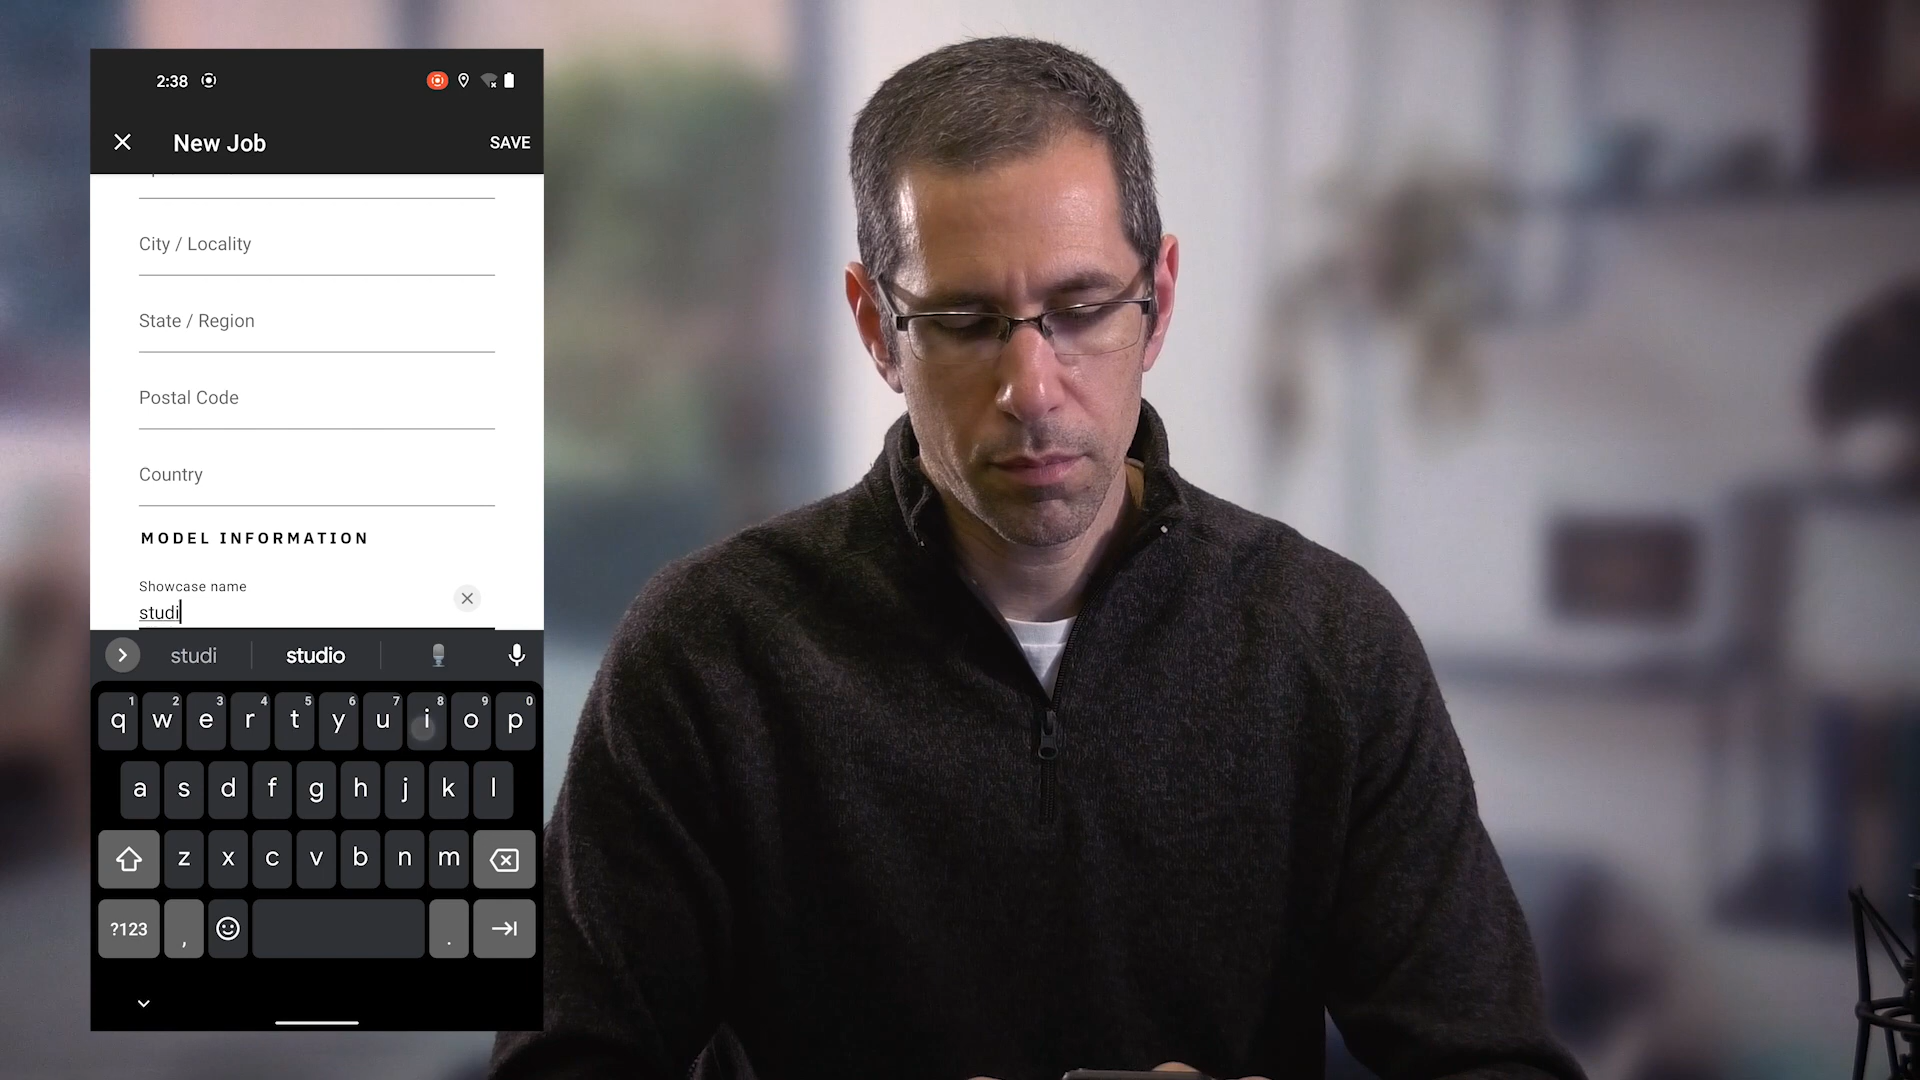 2:38
New Job SAVE
City / Locality
State / Region
Postal Code
Country
MODEL INFORMATION
Showcase name
studi
studi studio
1 2 3 4 5 6 7 8 9 0
q w e r t y u i o p
a s d f g h j k l
z x c v b n m
?123 , .